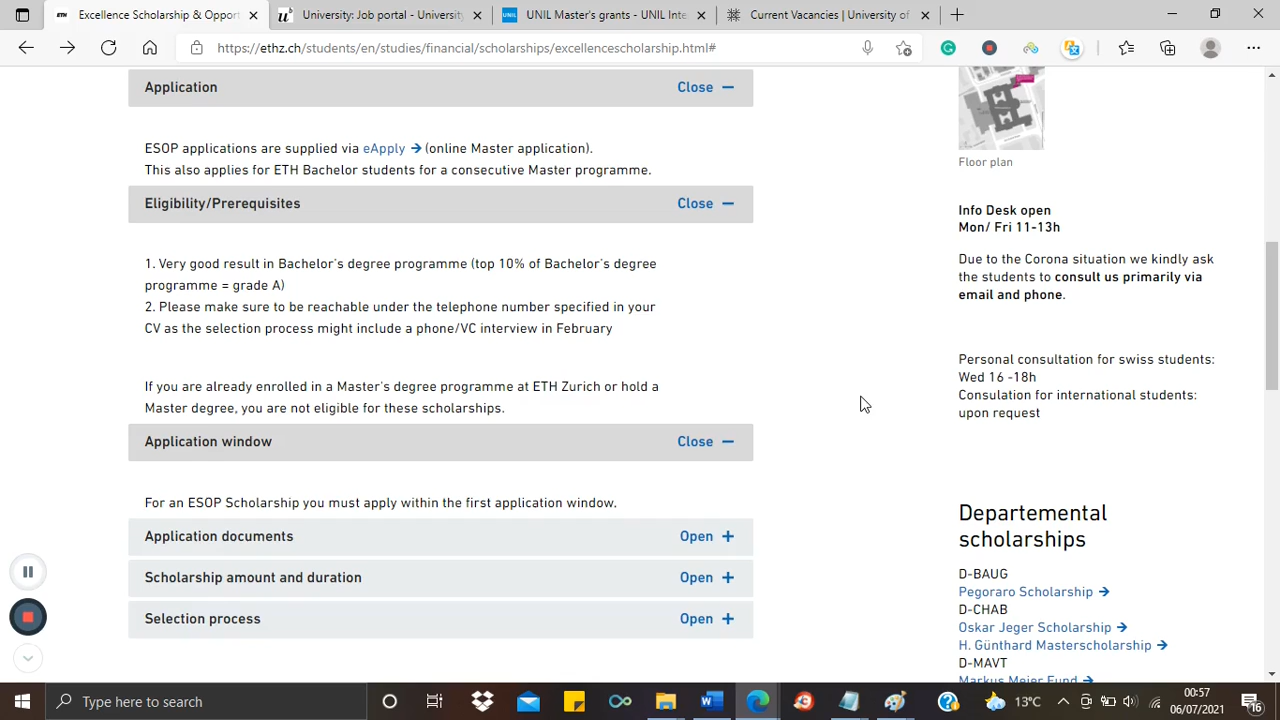 Excellence Scholarship & Opport
University: Job portal - Universit
UNIL Master's grants - UNIL Inte
Current Vacancies | University of
https://ethz.ch/students/en/studies/financial/scholarships/excellencescholarship.html#
Application
Close
ESOP applications are supplied via eApply → (online Master application).
This also applies for ETH Bachelor students for a consecutive Master programme.
Eligibility/Prerequisites
Close
1. Very good result in Bachelor's degree programme (top 10% of Bachelor's degree
programme = grade A)
2. Please make sure to be reachable under the telephone number specified in your
CV as the selection process might include a phone/VC interview in February
If you are already enrolled in a Master's degree programme at ETH Zurich or hold a
Master degree, you are not eligible for these scholarships.
Application window
Close
For an ESOP Scholarship you must apply within the first application window.
Application documents
Open
Scholarship amount and duration
Open
Selection process
Open
Floor plan
Info Desk open
Mon/ Fri 11-13h
Due to the Corona situation we kindly ask
the students to consult us primarily via
email and phone.
Personal consultation for swiss students:
Wed 16 -18h
Consulation for international students:
upon request
Departemental
scholarships
D-BAUG
Pegoraro Scholarship →
D-CHAB
Oskar Jeger Scholarship →
H. Günthard Masterscholarship →
D-MAVT
Markus Meier Fund →
Type here to search
13°C
00:57
06/07/2021
16